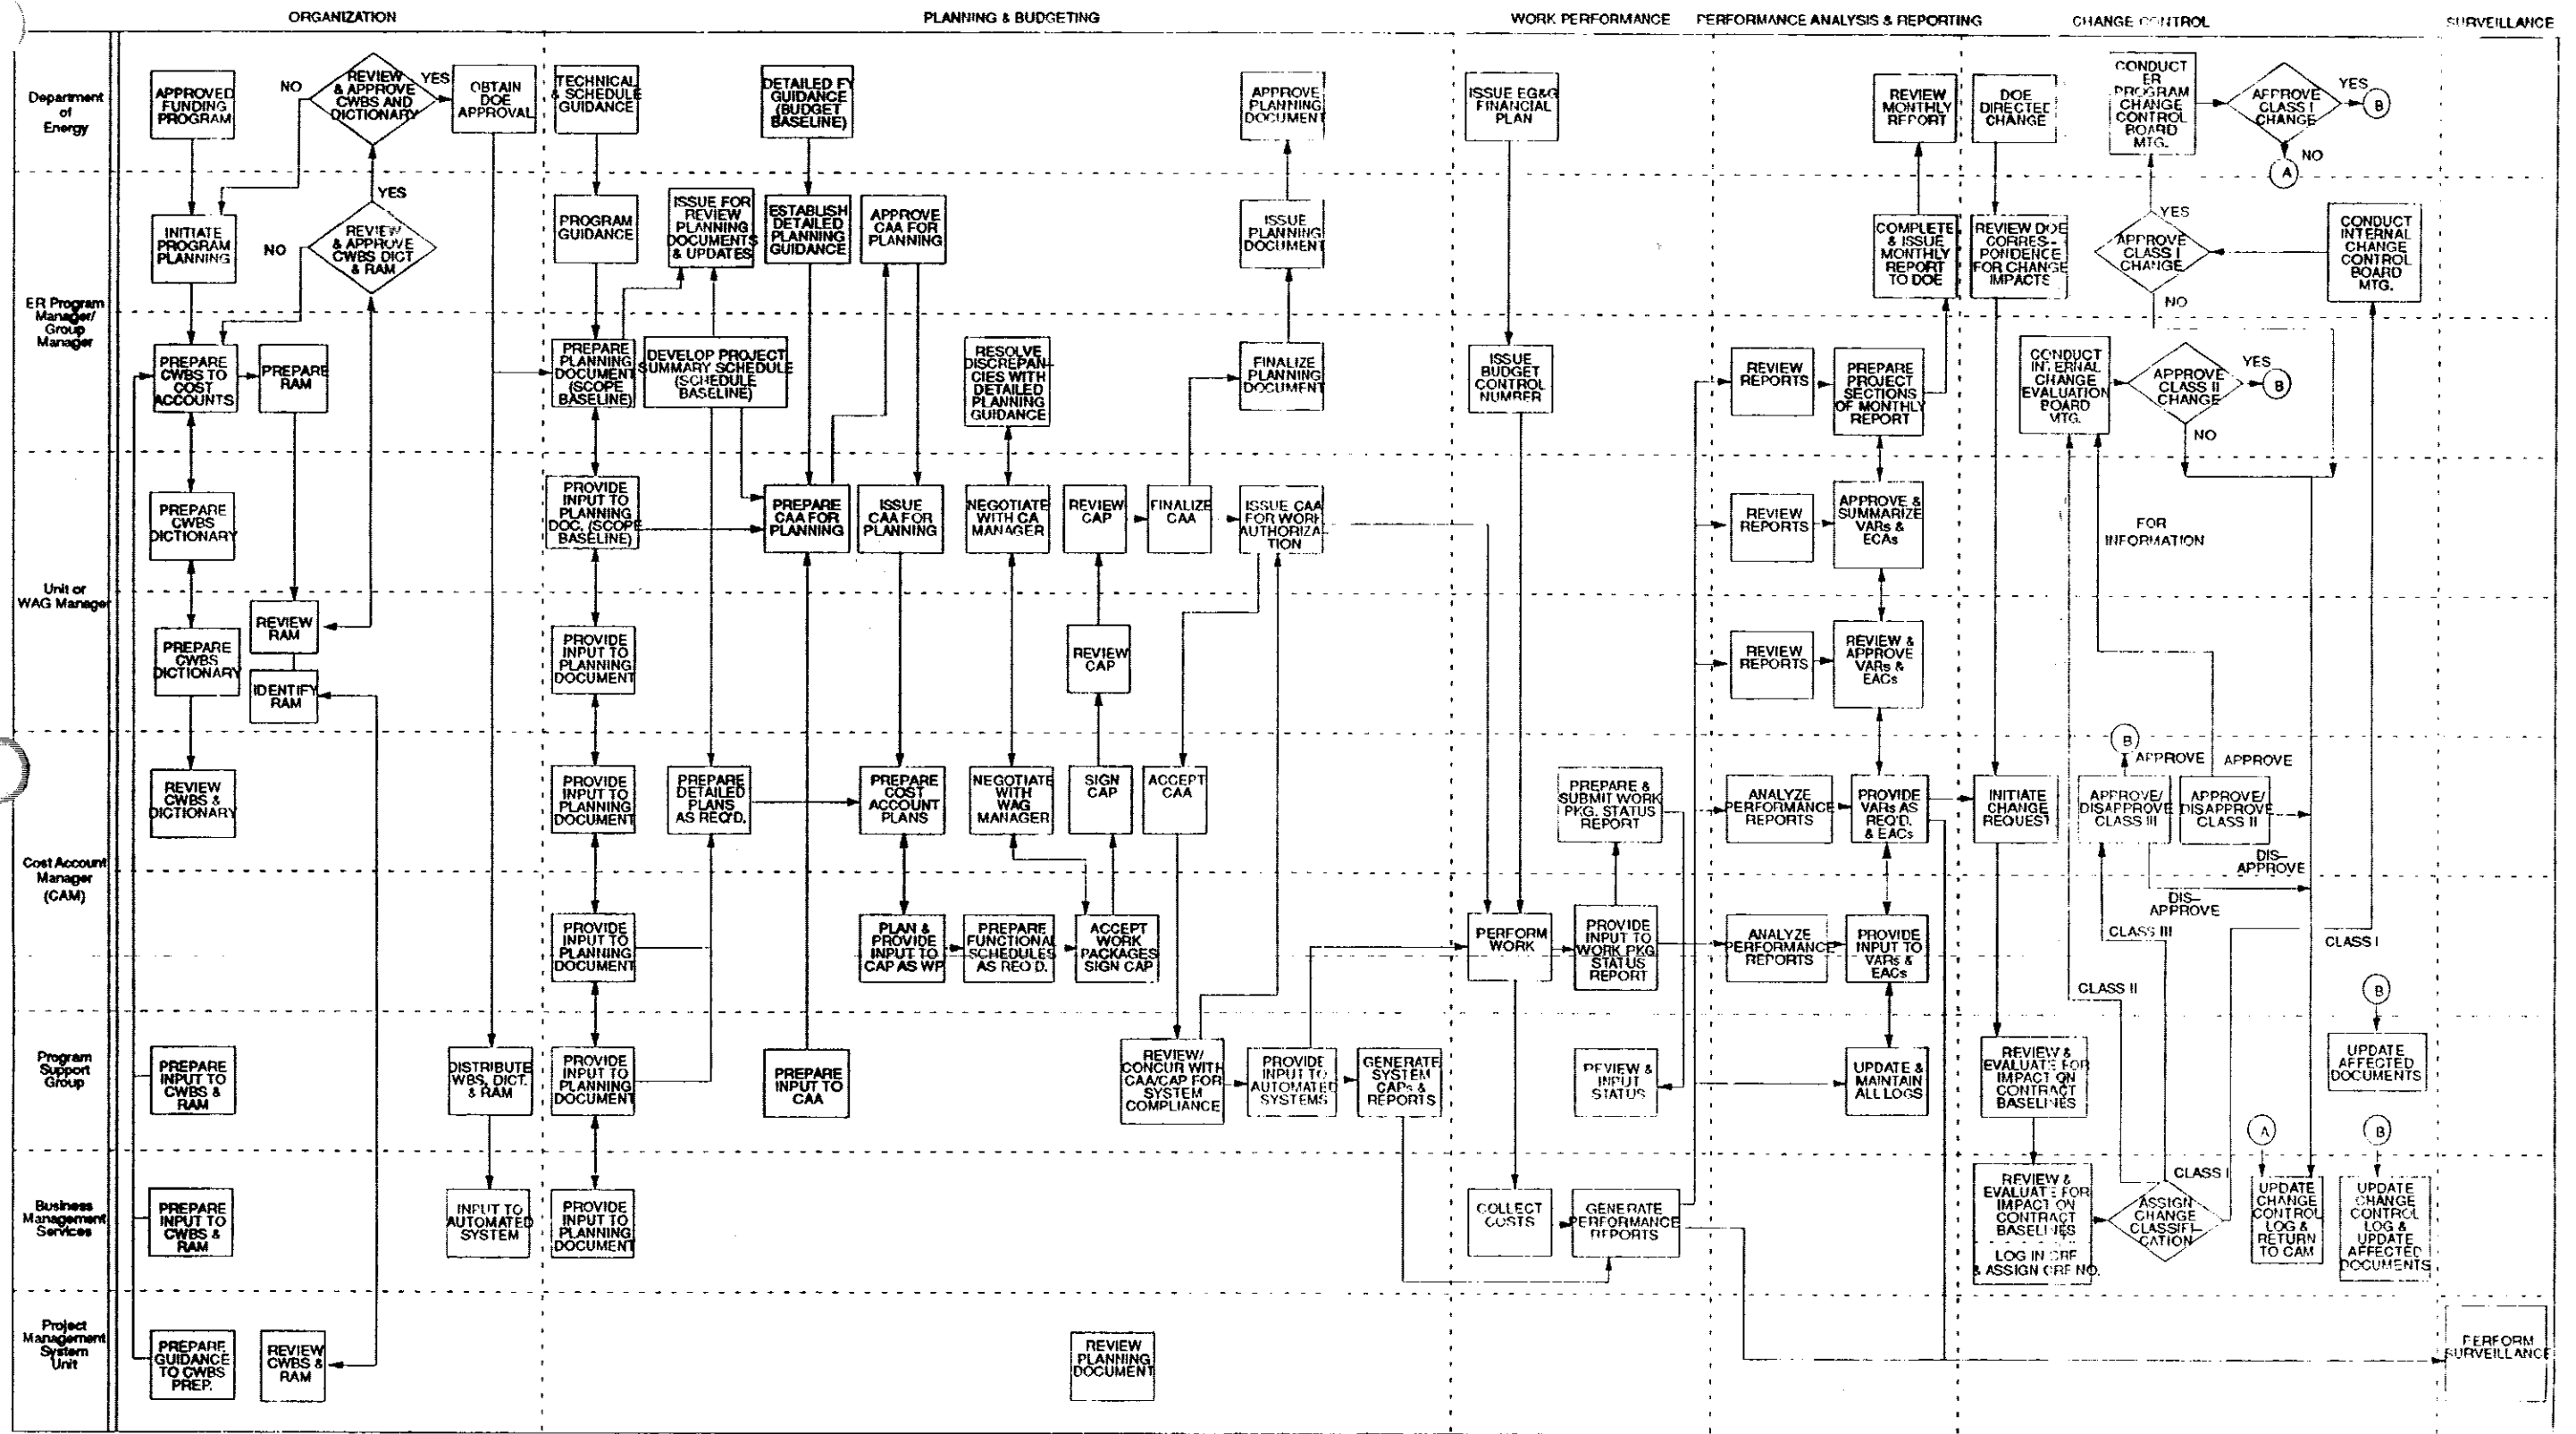 ORGANIZATION
PLANNING & BUDGETING
WORK PERFORMANCE
PERFORMANCE ANALYSIS & REPORTING
CHANGE CONTROL
SURVEILLANCE
Department
of
Energy
APPROVED
FUNDING
PROGRAM
NO
REVIEW
& APPROVE
CWBS AND
DICTIONARY
YES
OBTAIN
DOE
APPROVAL
TECHNICAL
& SCHEDULE
GUIDANCE
DETAILED FY
GUIDANCE
(BUDGET
BASELINE)
APPROVE
PLANNING
DOCUMENT
ISSUE EG&G
FINANCIAL
PLAN
REVIEW
MONTHLY
REPORT
DOE
DIRECTED
CHANGE
CONDUCT
ER
PROGRAM
CHANGE
CONTROL
BOARD
MTG.
APPROVE
CLASS I
CHANGE
YES
B
NO
A
ER Program
Manager/
Group
Manager
INITIATE
PROGRAM
PLANNING
NO
REVIEW
& APPROVE
CWBS DICT
& RAM
YES
PROGRAM
GUIDANCE
ISSUE FOR
REVIEW
PLANNING
DOCUMENTS
& UPDATES
ESTABLISH
DETAILED
PLANNING
GUIDANCE
APPROVE
CAA FOR
PLANNING
ISSUE
PLANNING
DOCUMENT
COMPLETE
& ISSUE
MONTHLY
REPORT
TO DOE
REVIEW DOE
CORRES-
PONDENCE
FOR CHANGE
IMPACTS
YES
APPROVE
CLASS I
CHANGE
NO
CONDUCT
INTERNAL
CHANGE
CONTROL
BOARD
MTG.
PREPARE
CWBS TO
COST
ACCOUNTS
PREPARE
RAM
PREPARE
PLANNING
DOCUMENT
(SCOPE
BASELINE)
DEVELOP PROJECT
SUMMARY SCHEDULE
(SCHEDULE
BASELINE)
RESOLVE
DISCREPAN-
CIES WITH
DETAILED
PLANNING
GUIDANCE
FINALIZE
PLANNING
DOCUMENT
ISSUE
BUDGET
CONTROL
NUMBER
REVIEW
REPORTS
PREPARE
PROJECT
SECTIONS
OF MONTHLY
REPORT
CONDUCT
INTERNAL
CHANGE
EVALUATION
BOARD
MTG.
APPROVE
CLASS II
CHANGE
YES
B
NO
Unit or
WAG Manager
PREPARE
CWBS
DICTIONARY
PROVIDE
INPUT TO
PLANNING
DOC. (SCOPE
BASELINE)
PREPARE
CAA FOR
PLANNING
ISSUE
CAA FOR
PLANNING
NEGOTIATE
WITH CA
MANAGER
REVIEW
CAP
FINALIZE
CAA
ISSUE CAA
FOR WORK
AUTHORIZA-
TION
REVIEW
REPORTS
APPROVE &
SUMMARIZE
VARs &
ECAs
FOR
INFORMATION
PREPARE
CWBS
DICTIONARY
REVIEW
RAM
IDENTIFY
RAM
PROVIDE
INPUT TO
PLANNING
DOCUMENT
REVIEW
CAP
REVIEW
REPORTS
REVIEW &
APPROVE
VARs &
EACs
Cost Account
Manager
(CAM)
REVIEW
CWBS &
DICTIONARY
PROVIDE
INPUT TO
PLANNING
DOCUMENT
PREPARE
DETAILED
PLANS
AS REQ'D.
PREPARE
COST
ACCOUNT
PLANS
NEGOTIATE
WITH
WAG
MANAGER
SIGN
CAP
ACCEPT
CAA
PREPARE &
SUBMIT WORK
PKG. STATUS
REPORT
ANALYZE
PERFORMANCE
REPORTS
PROVIDE
VARs AS
REQ'D.
& EACs
INITIATE
CHANGE
REQUEST
B
APPROVE
APPROVE/
DISAPPROVE
CLASS III
APPROVE
APPROVE/
DISAPPROVE
CLASS II
DIS-
APPROVE
DIS-
APPROVE
PROVIDE
INPUT TO
PLANNING
DOCUMENT
PLAN &
PROVIDE
INPUT TO
CAP AS WP
PREPARE
FUNCTIONAL
SCHEDULES
AS REQ'D.
ACCEPT
WORK
PACKAGES
SIGN CAP
PERFORM
WORK
PROVIDE
INPUT TO
WORK PKG
STATUS
REPORT
ANALYZE
PERFORMANCE
REPORTS
PROVIDE
INPUT TO
VARs &
EACs
CLASS III
CLASS I
CLASS II
B
Program
Support
Group
PREPARE
INPUT TO
CWBS &
RAM
DISTRIBUTE
WBS, DICT.
& RAM
PROVIDE
INPUT TO
PLANNING
DOCUMENT
PREPARE
INPUT TO
CAA
REVIEW/
CONCUR WITH
CAA/CAP FOR
SYSTEM
COMPLIANCE
PROVIDE
INPUT TO
AUTOMATED
SYSTEMS
GENERATE
SYSTEM
CAPs &
REPORTS
REVIEW &
INPUT
STATUS
UPDATE &
MAINTAIN
ALL LOGS
REVIEW &
EVALUATE FOR
IMPACT ON
CONTRACT
BASELINES
UPDATE
AFFECTED
DOCUMENTS
A
B
Business
Management
Services
PREPARE
INPUT TO
CWBS &
RAM
INPUT TO
AUTOMATED
SYSTEM
PROVIDE
INPUT TO
PLANNING
DOCUMENT
COLLECT
COSTS
GENERATE
PERFORMANCE
REPORTS
REVIEW &
EVALUATE FOR
IMPACT ON
CONTRACT
BASELINES
LOG IN CRF
& ASSIGN CRF NO.
CLASS I
ASSIGN
CHANGE
CLASSIFI-
CATION
UPDATE
CHANGE
CONTROL
LOG &
RETURN
TO CAM
UPDATE
CHANGE
CONTROL
LOG &
UPDATE
AFFECTED
DOCUMENTS
Project
Management
System
Unit
PREPARE
GUIDANCE
TO CWBS
PREP.
REVIEW
CWBS &
RAM
REVIEW
PLANNING
DOCUMENT
PERFORM
SURVEILLANCE